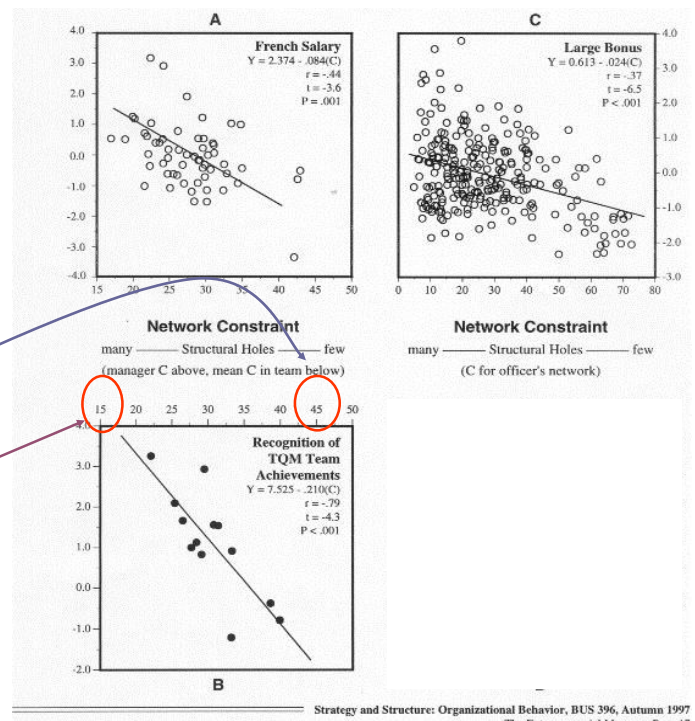 A
4.0
3.0
2.0
1.0
0.0
-1.0
-2.0
-3.0
-4.0
French Salary
Y = 2.374 - .084(C)
r = -.44
t = -3.6
P = .001
15 20 25 30 35 40 45 50
Network Constraint
many ——— Structural Holes ——— few
(manager C above, mean C in team below)
C
Large Bonus
Y = 0.613 - .024(C)
r = -.37
t = -6.5
P < .001
4.0
3.0
2.0
1.0
0.0
-1.0
-2.0
-3.0
0 10 20 30 40 50 60 70 80
Network Constraint
many ——— Structural Holes ——— few
(C for officer's network)
15 20 25 30 35 40 45 50
4.0
3.0
2.0
1.0
0.0
-1.0
-2.0
Recognition of
TQM Team
Achievements
Y = 7.525 - .210(C)
r = -.79
t = -4.3
P < .001
B
Strategy and Structure: Organizational Behavior, BUS 396, Autumn 1997